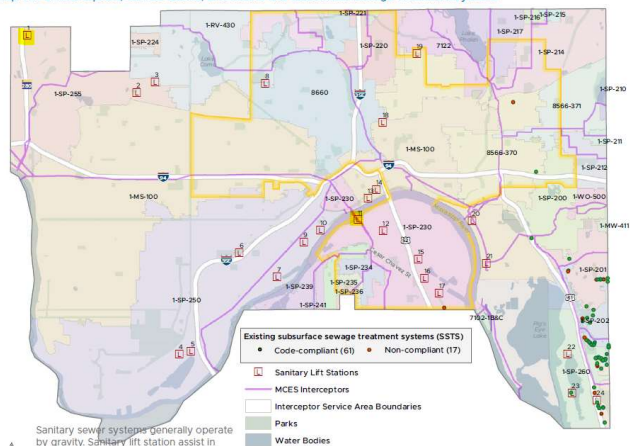 1-SP-221
1-SP-216
1-SP-215
1
1-RV-430
1-SP-217
1-SP-224
1-SP-220
19
7122
1-SP-214
3
2
8
1-SP-255
8660
1-SP-210
8566-371
18
1-MS-100
1-SP-211
8566-370
1-SP-212
94
94
14
1-MS-100
1-SP-230
13
1-SP-200
1-WO-500
11
20
10
12
1-SP-230
1-MW-411
9
52
6
15
21
1-SP-234
1-SP-201
7
16
1-SP-235
1-SP-239
1-SP-236
17
61
1-SP-250
1-SP-241
7102-1B&C
202
Existing subsurface sewage treatment systems (SSTS)
Code-compliant (61)
Non-compliant (17)
4
5
22
L Sanitary Lift Stations
1-SP-260
MCES Interceptors
23
24
Interceptor Service Area Boundaries
Parks
Water Bodies
Sanitary sewer systems generally operate
by gravity. Sanitary lift station assist in